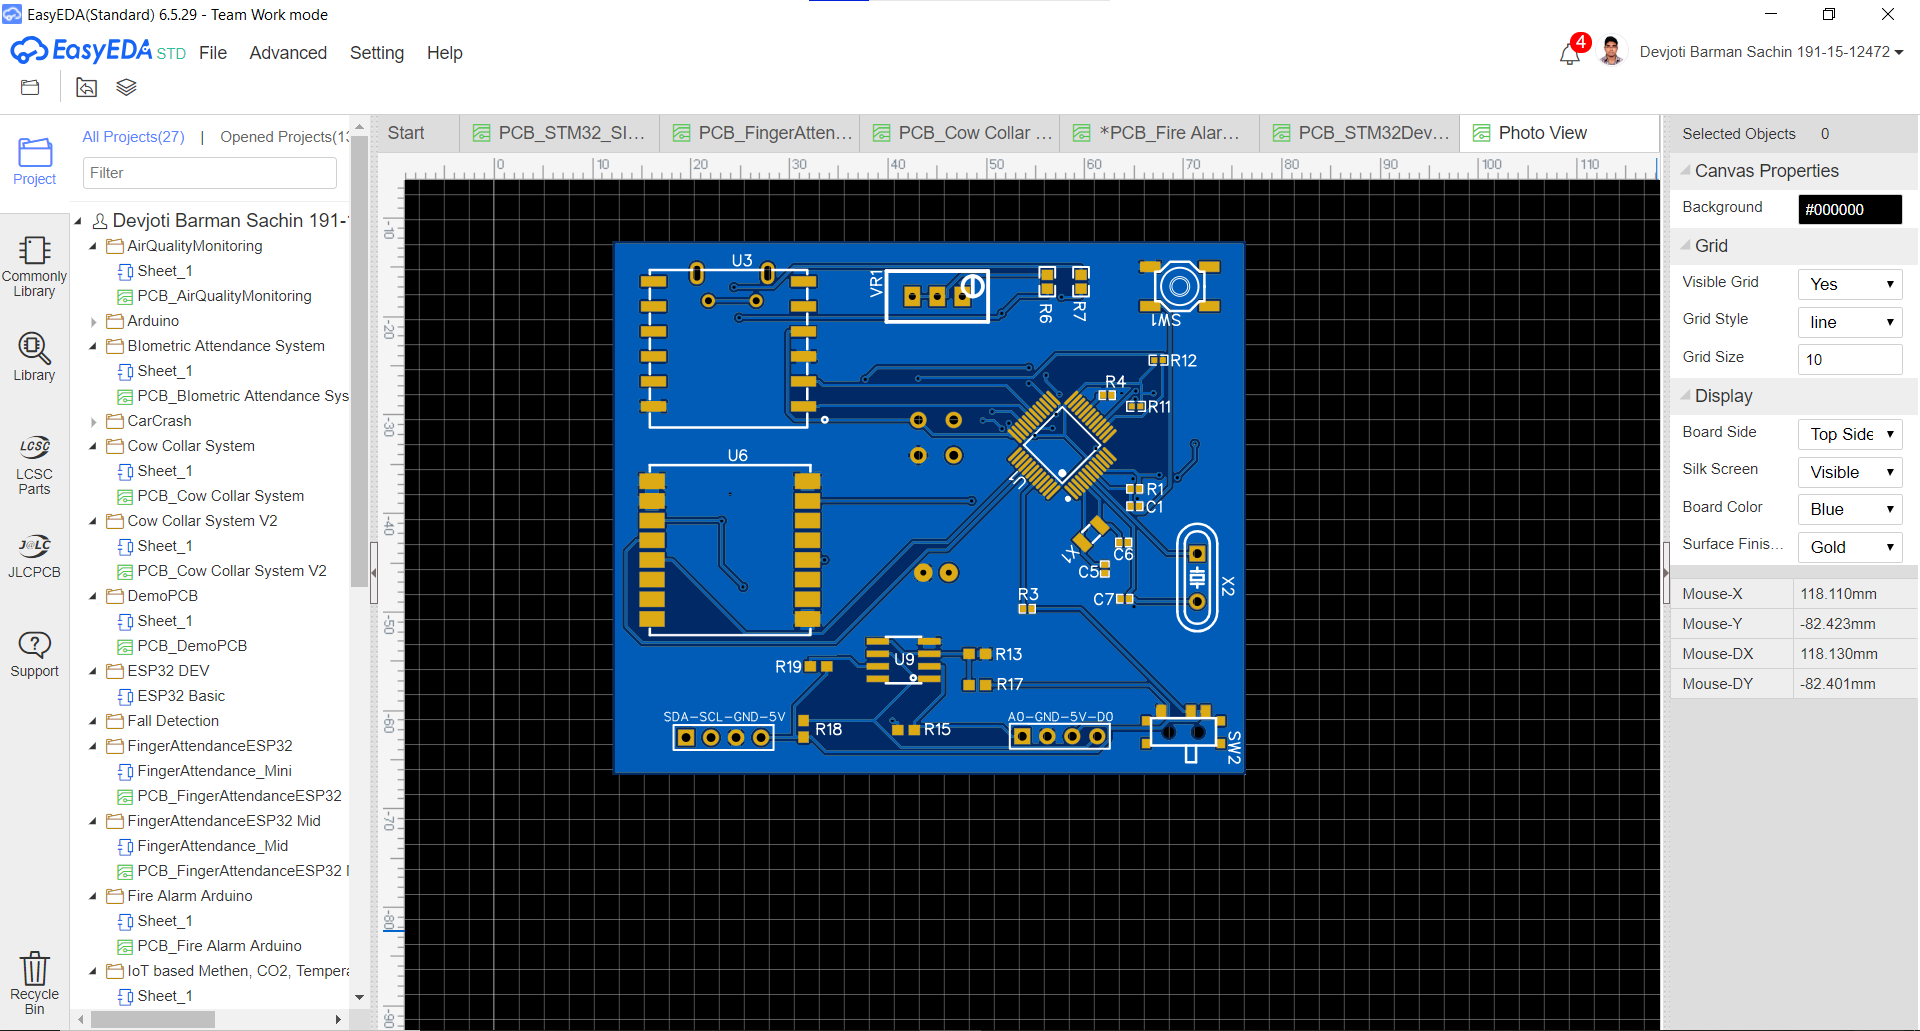 EasyEDA(Standard) 6.5.29 - Team Work mode
EasyEDA STD File Advanced Setting Help
4
Devjoti Barman Sachin 191-15-12472
All Projects(27) | Opened Projects(13
Filter
Project
Commonly
Library
Library
LCSC
LCSC
Parts
J@LC
JLCPCB
Support
Recycle
Bin
Devjoti Barman Sachin 191-
AirQualityMonitoring
Sheet_1
PCB_AirQualityMonitoring
Arduino
BIometric Attendance System
Sheet_1
PCB_BIometric Attendance Sys
CarCrash
Cow Collar System
Sheet_1
PCB_Cow Collar System
Cow Collar System V2
Sheet_1
PCB_Cow Collar System V2
DemoPCB
Sheet_1
PCB_DemoPCB
ESP32 DEV
ESP32 Basic
Fall Detection
FingerAttendanceESP32
FingerAttendance_Mini
PCB_FingerAttendanceESP32
FingerAttendanceESP32 Mid
FingerAttendance_Mid
PCB_FingerAttendanceESP32 
Fire Alarm Arduino
Sheet_1
PCB_Fire Alarm Arduino
IoT based Methen, CO2, Tempera
Sheet_1
Start PCB_STM32_SI... PCB_FingerAtten... PCB_Cow Collar ... *PCB_Fire Alar... PCB_STM32Dev... Photo View
0 10 20 30 40 50 60 70 80 90 100 110
-10
-20
-30
-40
-50
-60
-70
-80
-90
U3
VR1
R6
R7
SW1
R12
R4
R11
U6
U1
R1
C1
X1
C6
C5
X2
R3
C7
R19
U9
R13
R17
SDA-SCL-GND-5V
R18
R15
A0-GND-5V-D0
SW2
Selected Objects 0
Canvas Properties
Background #000000
Grid
Visible Grid Yes
Grid Style line
Grid Size 10
Display
Board Side Top Side
Silk Screen Visible
Board Color Blue
Surface Finis... Gold
Mouse-X 118.110mm
Mouse-Y -82.423mm
Mouse-DX 118.130mm
Mouse-DY -82.401mm